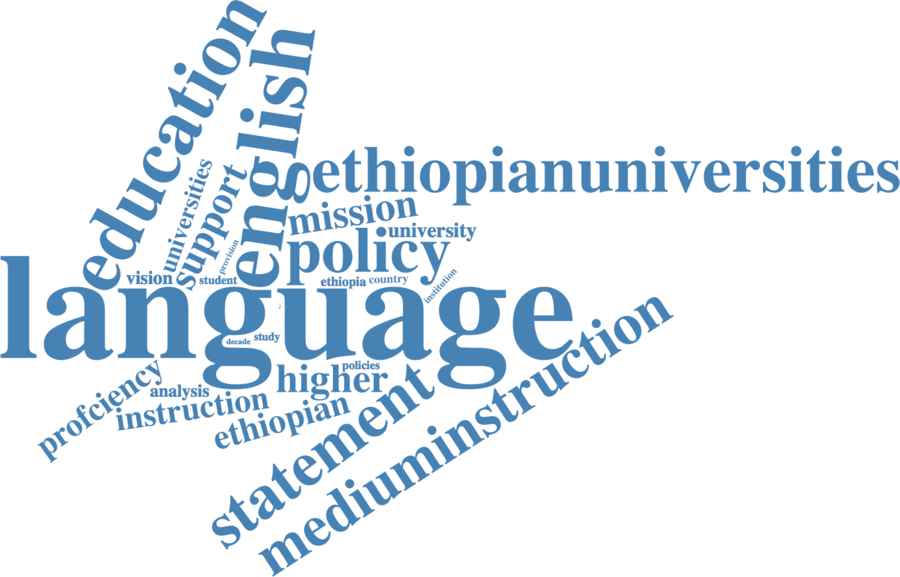 education
english
ethiopianuniversities
universities
support
mission
university
provision
policy
vision
student
ethiopia
country
institution
language
decade
study
policies
profciency
analysis
higher
instruction
ethiopian
statement
mediuminstruction